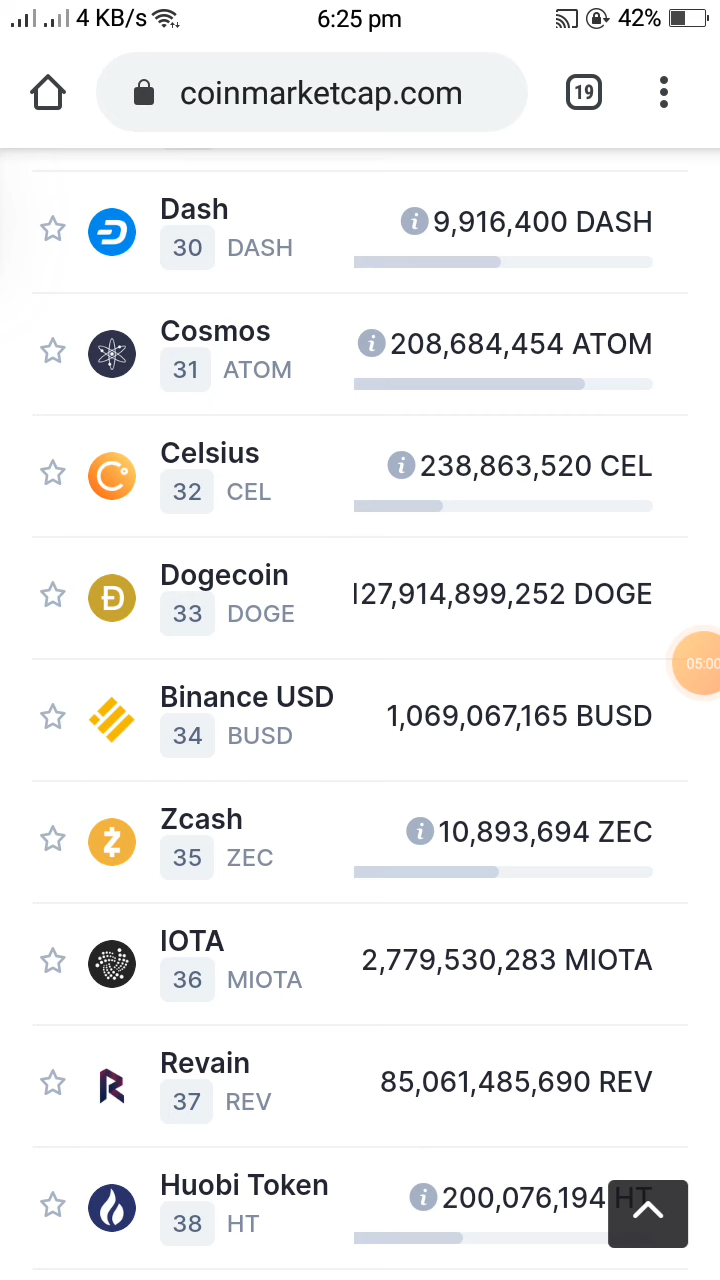 4 KB/s 6:25 pm 42%
coinmarketcap.com 19
Dash
30 DASH
9,916,400 DASH
Cosmos
31 ATOM
208,684,454 ATOM
Celsius
32 CEL
238,863,520 CEL
Dogecoin
33 DOGE
127,914,899,252 DOGE
Binance USD
34 BUSD
1,069,067,165 BUSD
Zcash
35 ZEC
10,893,694 ZEC
IOTA
36 MIOTA
2,779,530,283 MIOTA
Revain
37 REV
85,061,485,690 REV
Huobi Token
38 HT
200,076,194 HT
05:00